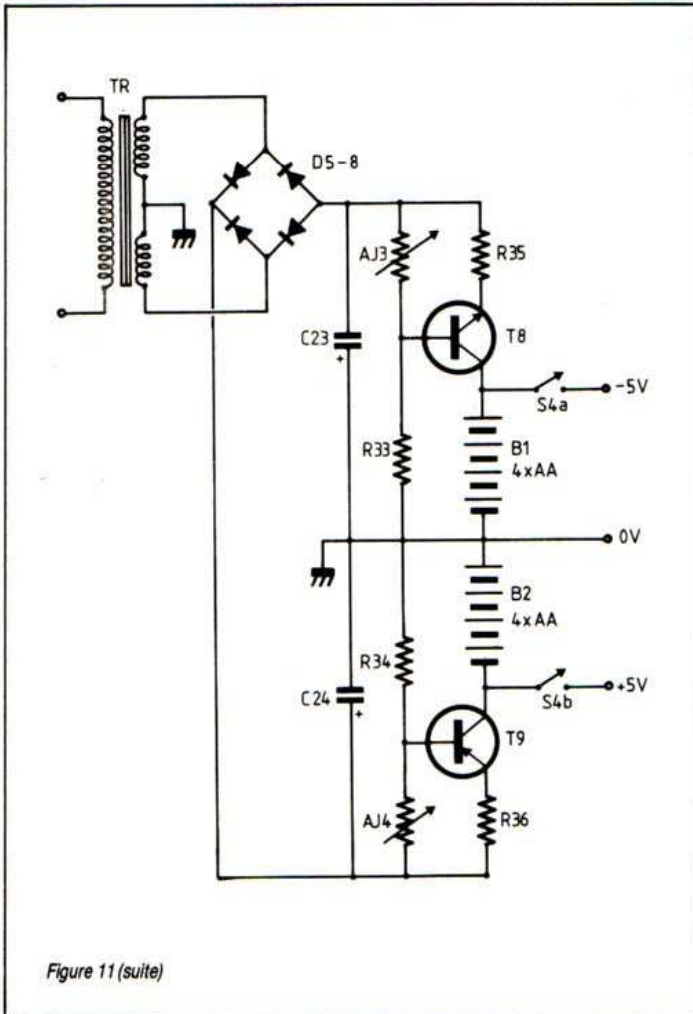 TR
D5-8
AJ3
R35
C23
+
T8
S4a
-5V
R33
B1
4xAA
0V
B2
4xAA
R34
C24
+
S4b
+5V
T9
AJ4
R36
Figure 11 (suite)